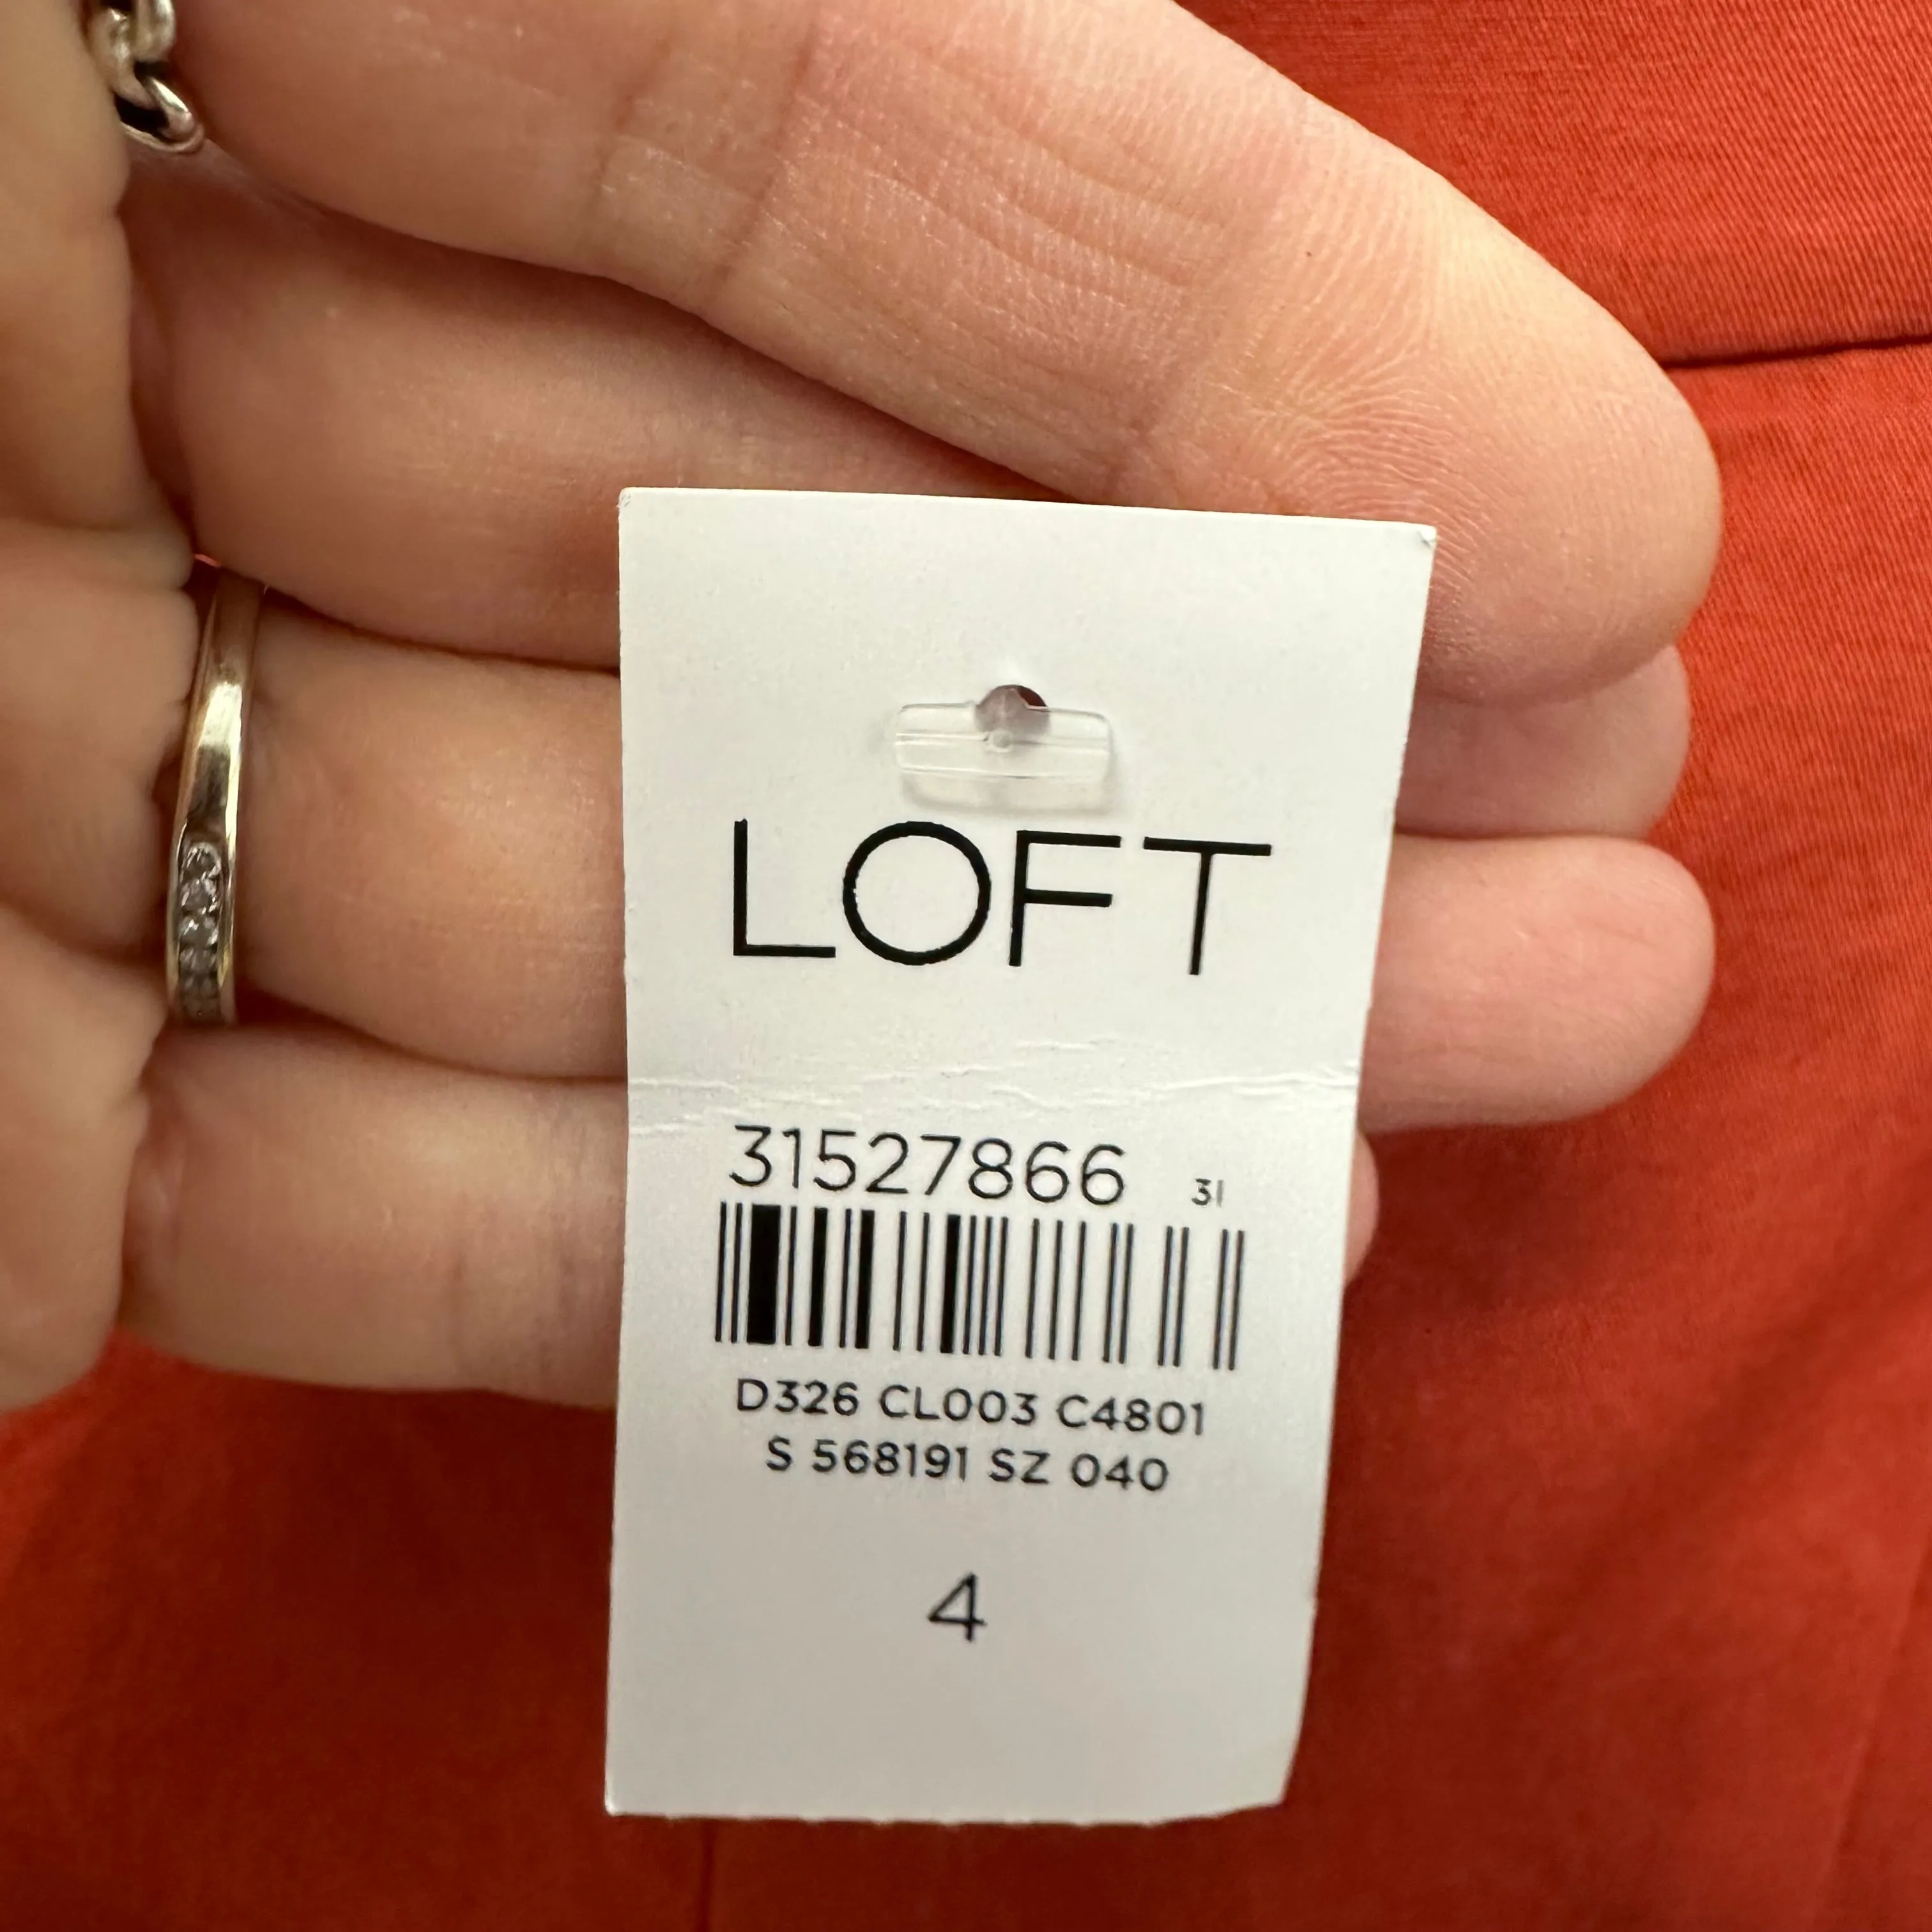 LOFT
31527866 31
D326 CL003 C4801
S 568191 SZ 040
4